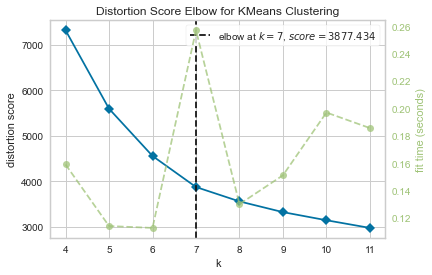 Distortion Score Elbow for KMeans Clustering
elbow at k = 7, score = 3877.434
distortion score
7000
6000
5000
4000
3000
0.26
0.24
0.22
0.20
0.18
0.16
0.14
0.12
fit time (seconds)
4 5 6 7 8 9 10 11
k